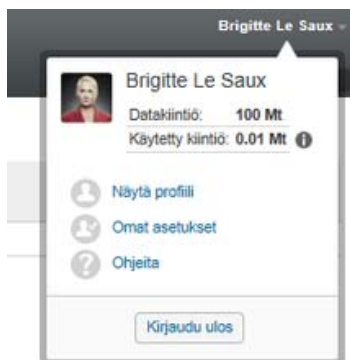 Brigitte Le Saux
Brigitte Le Saux
Datakiintiö: 100 Mt
Käytetty kiintiö: 0.01 Mt
Näytä profiili
Omat asetukset
Ohjeita
Kirjaudu ulos